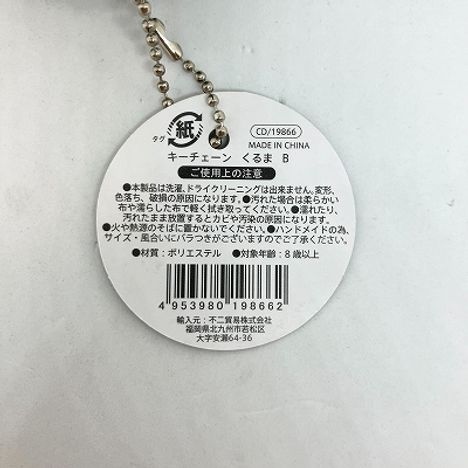 紙
タグ
CD/19866
MADE IN CHINA
キーチェーン くるま B
ご使用上の注意
●本製品は洗濯、ドライクリーニングは出来ません。変形、
色落ち、破損の原因になります。●汚れた場合は柔らかい
布や濡らした布で軽く拭き取ってください。●濡れたり、
汚れたまま放置するとカビや汚染の原因になります。
●火や熱源のそばに置かないでください。●ハンドメイドの為、
サイズ・風合いにバラつきがございますのでご了承ください。
●材質：ポリエステル ●対象年齢：8歳以上
4953980198662
輸入元：不二貿易株式会社
福岡県北九州市若松区
大字安瀬64-36